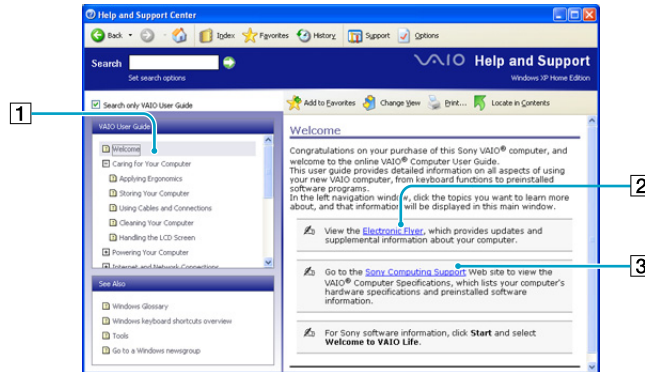 Help and Support Center
Back
Index Favorites History Support Options
Search
Set search options
VAIO Help and Support
Windows XP Home Edition
Search only VAIO User Guide
Add to Favorites Change View Print... Locate in Contents
1
VAIO User Guide
Welcome
Caring for Your Computer
Applying Ergonomics
Storing Your Computer
Using Cables and Connections
Cleaning Your Computer
Handling the LCD Screen
Powering Your Computer
Internet and Network Connections
See Also
Windows Glossary
Windows keyboard shortcuts overview
Tools
Go to a Windows newsgroup
Welcome
Congratulations on your purchase of this Sony VAIO® computer, and
welcome to the online VAIO® Computer User Guide.
This user guide provides detailed information on all aspects of using
your new VAIO computer, from keyboard functions to preinstalled
software programs.
In the left navigation window, click the topics you want to learn more
about, and that information will be displayed in this main window.
2
View the Electronic Flyer, which provides updates and
supplemental information about your computer.
3
Go to the Sony Computing Support Web site to view the
VAIO® Computer Specifications, which lists your computer's
hardware specifications and preinstalled software
information.
For Sony software information, click Start and select
Welcome to VAIO Life.